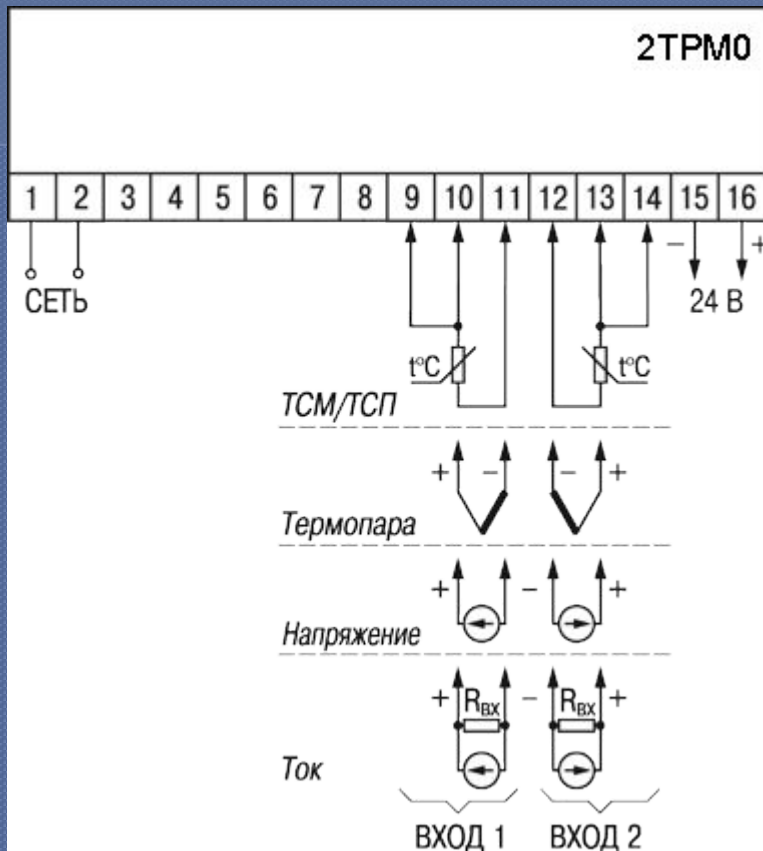 2ТРМ0
1 2 3 4 5 6 7 8 9 10 11 12 13 14 15 16
− +
СЕТЬ
24 В
t°C t°C
ТСМ/ТСП
+ − − +
Термопара
+ − +
Напряжение
+ Rвх − Rвх +
Ток
ВХОД 1 ВХОД 2